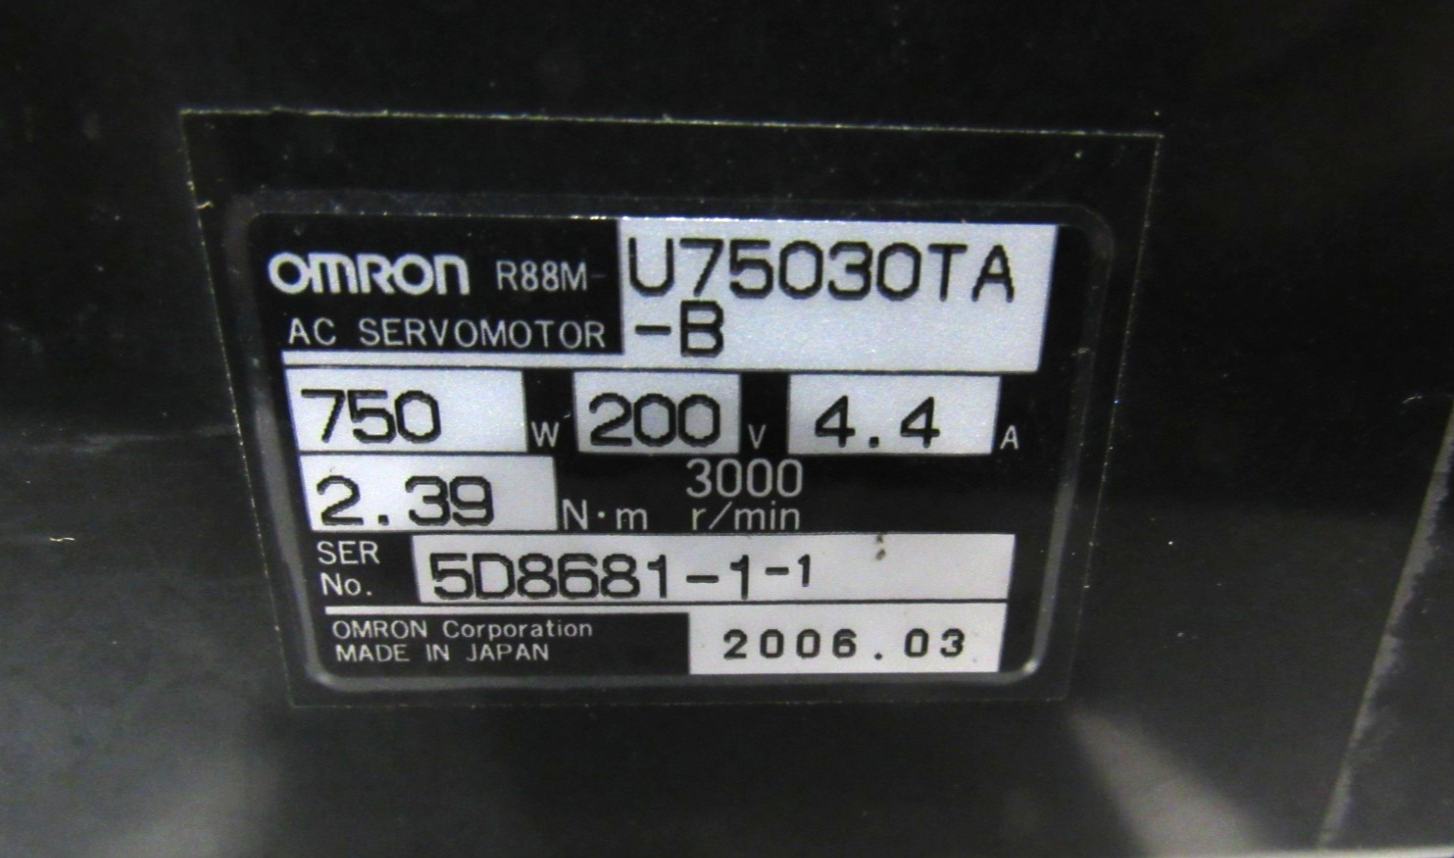 OMRON R88M- U75030TA
AC SERVOMOTOR -B
750 W 200 V 4.4 A
2.39 N·m 3000 r/min
SER No. 5D8681-1-1
OMRON Corporation
MADE IN JAPAN 2006.03